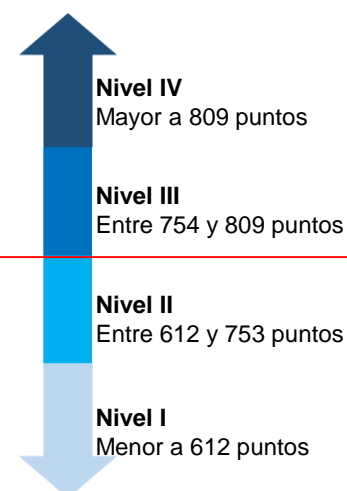 Nivel IV
Mayor a 809 puntos
Nivel III
Entre 754 y 809 puntos
Nivel II
Entre 612 y 753 puntos
Nivel I
Menor a 612 puntos